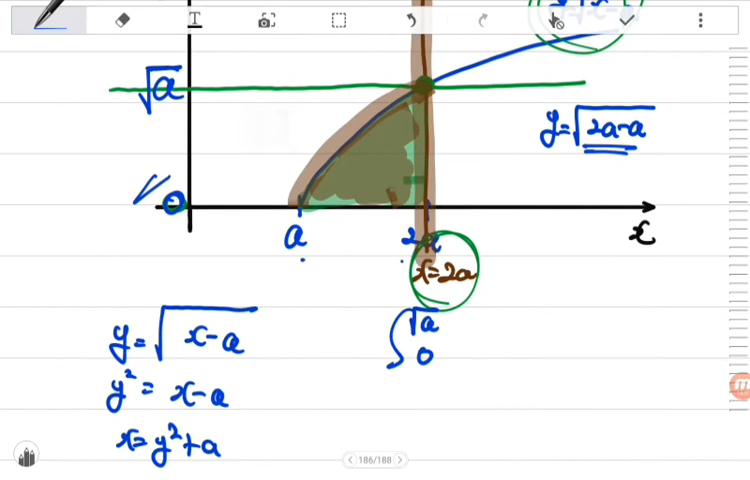 √a
y=√2a-a
0
a
2a
x
x=2a
y=√x-a
∫ √a 0
y² = x-a
x=y²+a
186/188